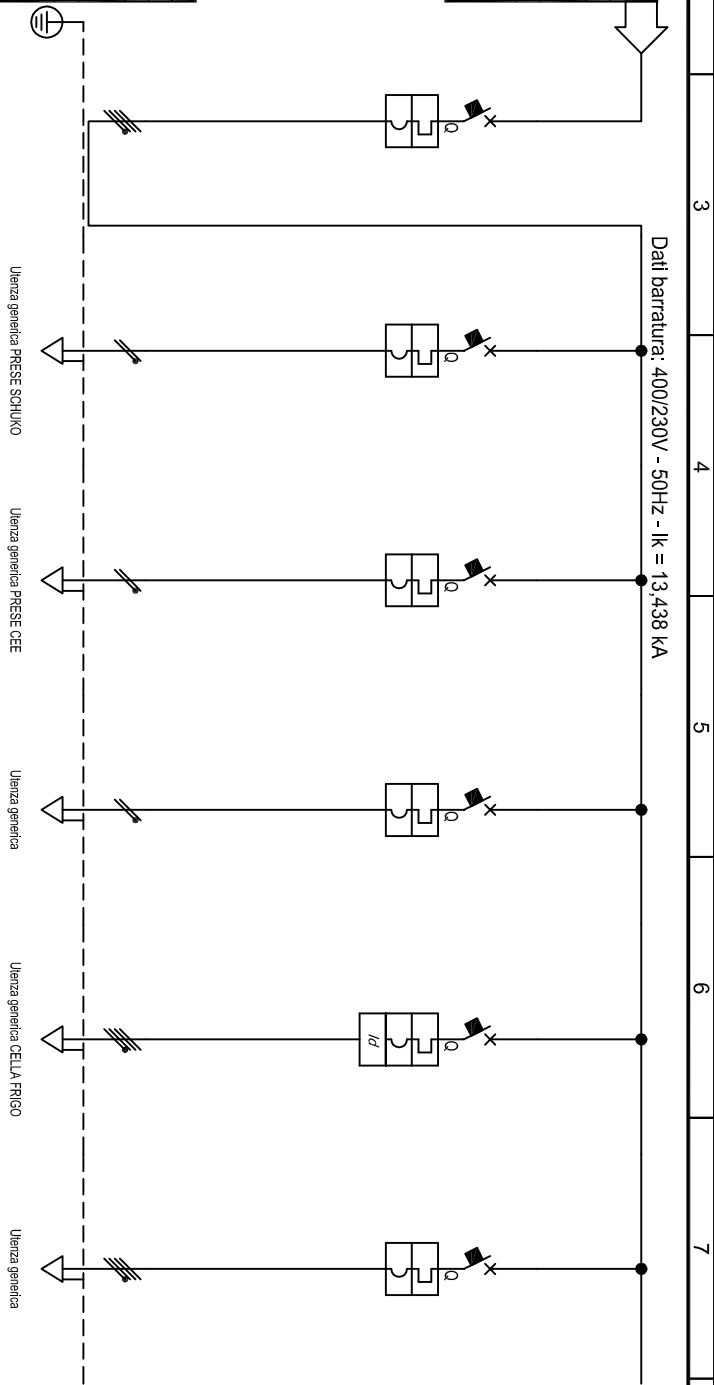 3
4
5
6
7
Dati barratura: 400/230V - 50Hz - Ik = 13,438 kA
Q
Q
Q
Q
Q
Q
Id
Utenza generica PRESE SCHUKO
Utenza generica PRESE CEE
Utenza generica
Utenza generica CELLA FRIGO
Utenza generica